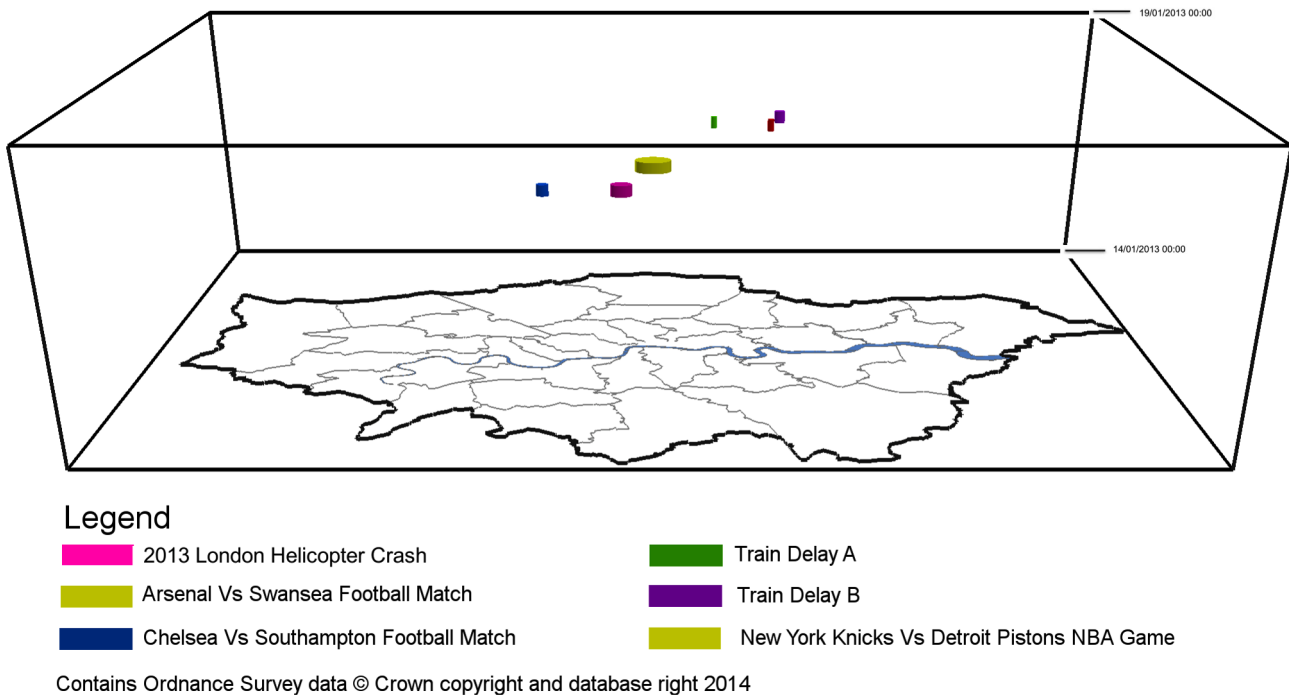 19/01/2013 00:00
14/01/2013 00:00
Legend
2013 London Helicopter Crash
Train Delay A
Arsenal Vs Swansea Football Match
Train Delay B
Chelsea Vs Southampton Football Match
New York Knicks Vs Detroit Pistons NBA Game
Contains Ordnance Survey data © Crown copyright and database right 2014